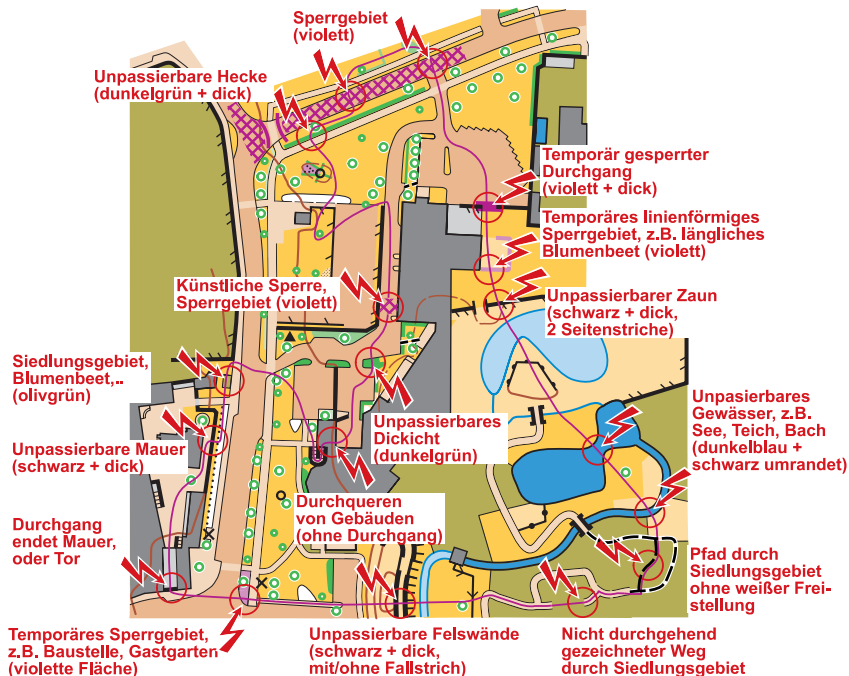 Sperrgebiet
(violett)
Unpassierbare Hecke
(dunkelgrün + dick)
Temporär gesperrter
Durchgang
(violett + dick)
Temporäres linienförmiges
Sperrgebiet, z.B. längliches
Blumenbeet (violett)
Künstliche Sperre,
Sperrgebiet (violett)
Unpassierbarer Zaun
(schwarz + dick,
2 Seitenstriche)
Siedlungsgebiet,
Blumenbeet,..
(olivgrün)
Unpassierbares
Dickicht
(dunkelgrün)
Unpasierbares
Gewässer, z.B.
See, Teich, Bach
(dunkelblau +
schwarz umrandet)
Unpassierbare Mauer
(schwarz + dick)
Durchqueren
von Gebäuden
(ohne Durchgang)
Durchgang
endet Mauer,
oder Tor
Pfad durch
Siedlungsgebiet
ohne weißer Frei-
stellung
Temporäres Sperrgebiet,
z.B. Baustelle, Gastgarten
(violette Fläche)
Unpassierbare Felswände
(schwarz + dick,
mit/ohne Fallstrich)
Nicht durchgehend
gezeichneter Weg
durch Siedlungsgebiet